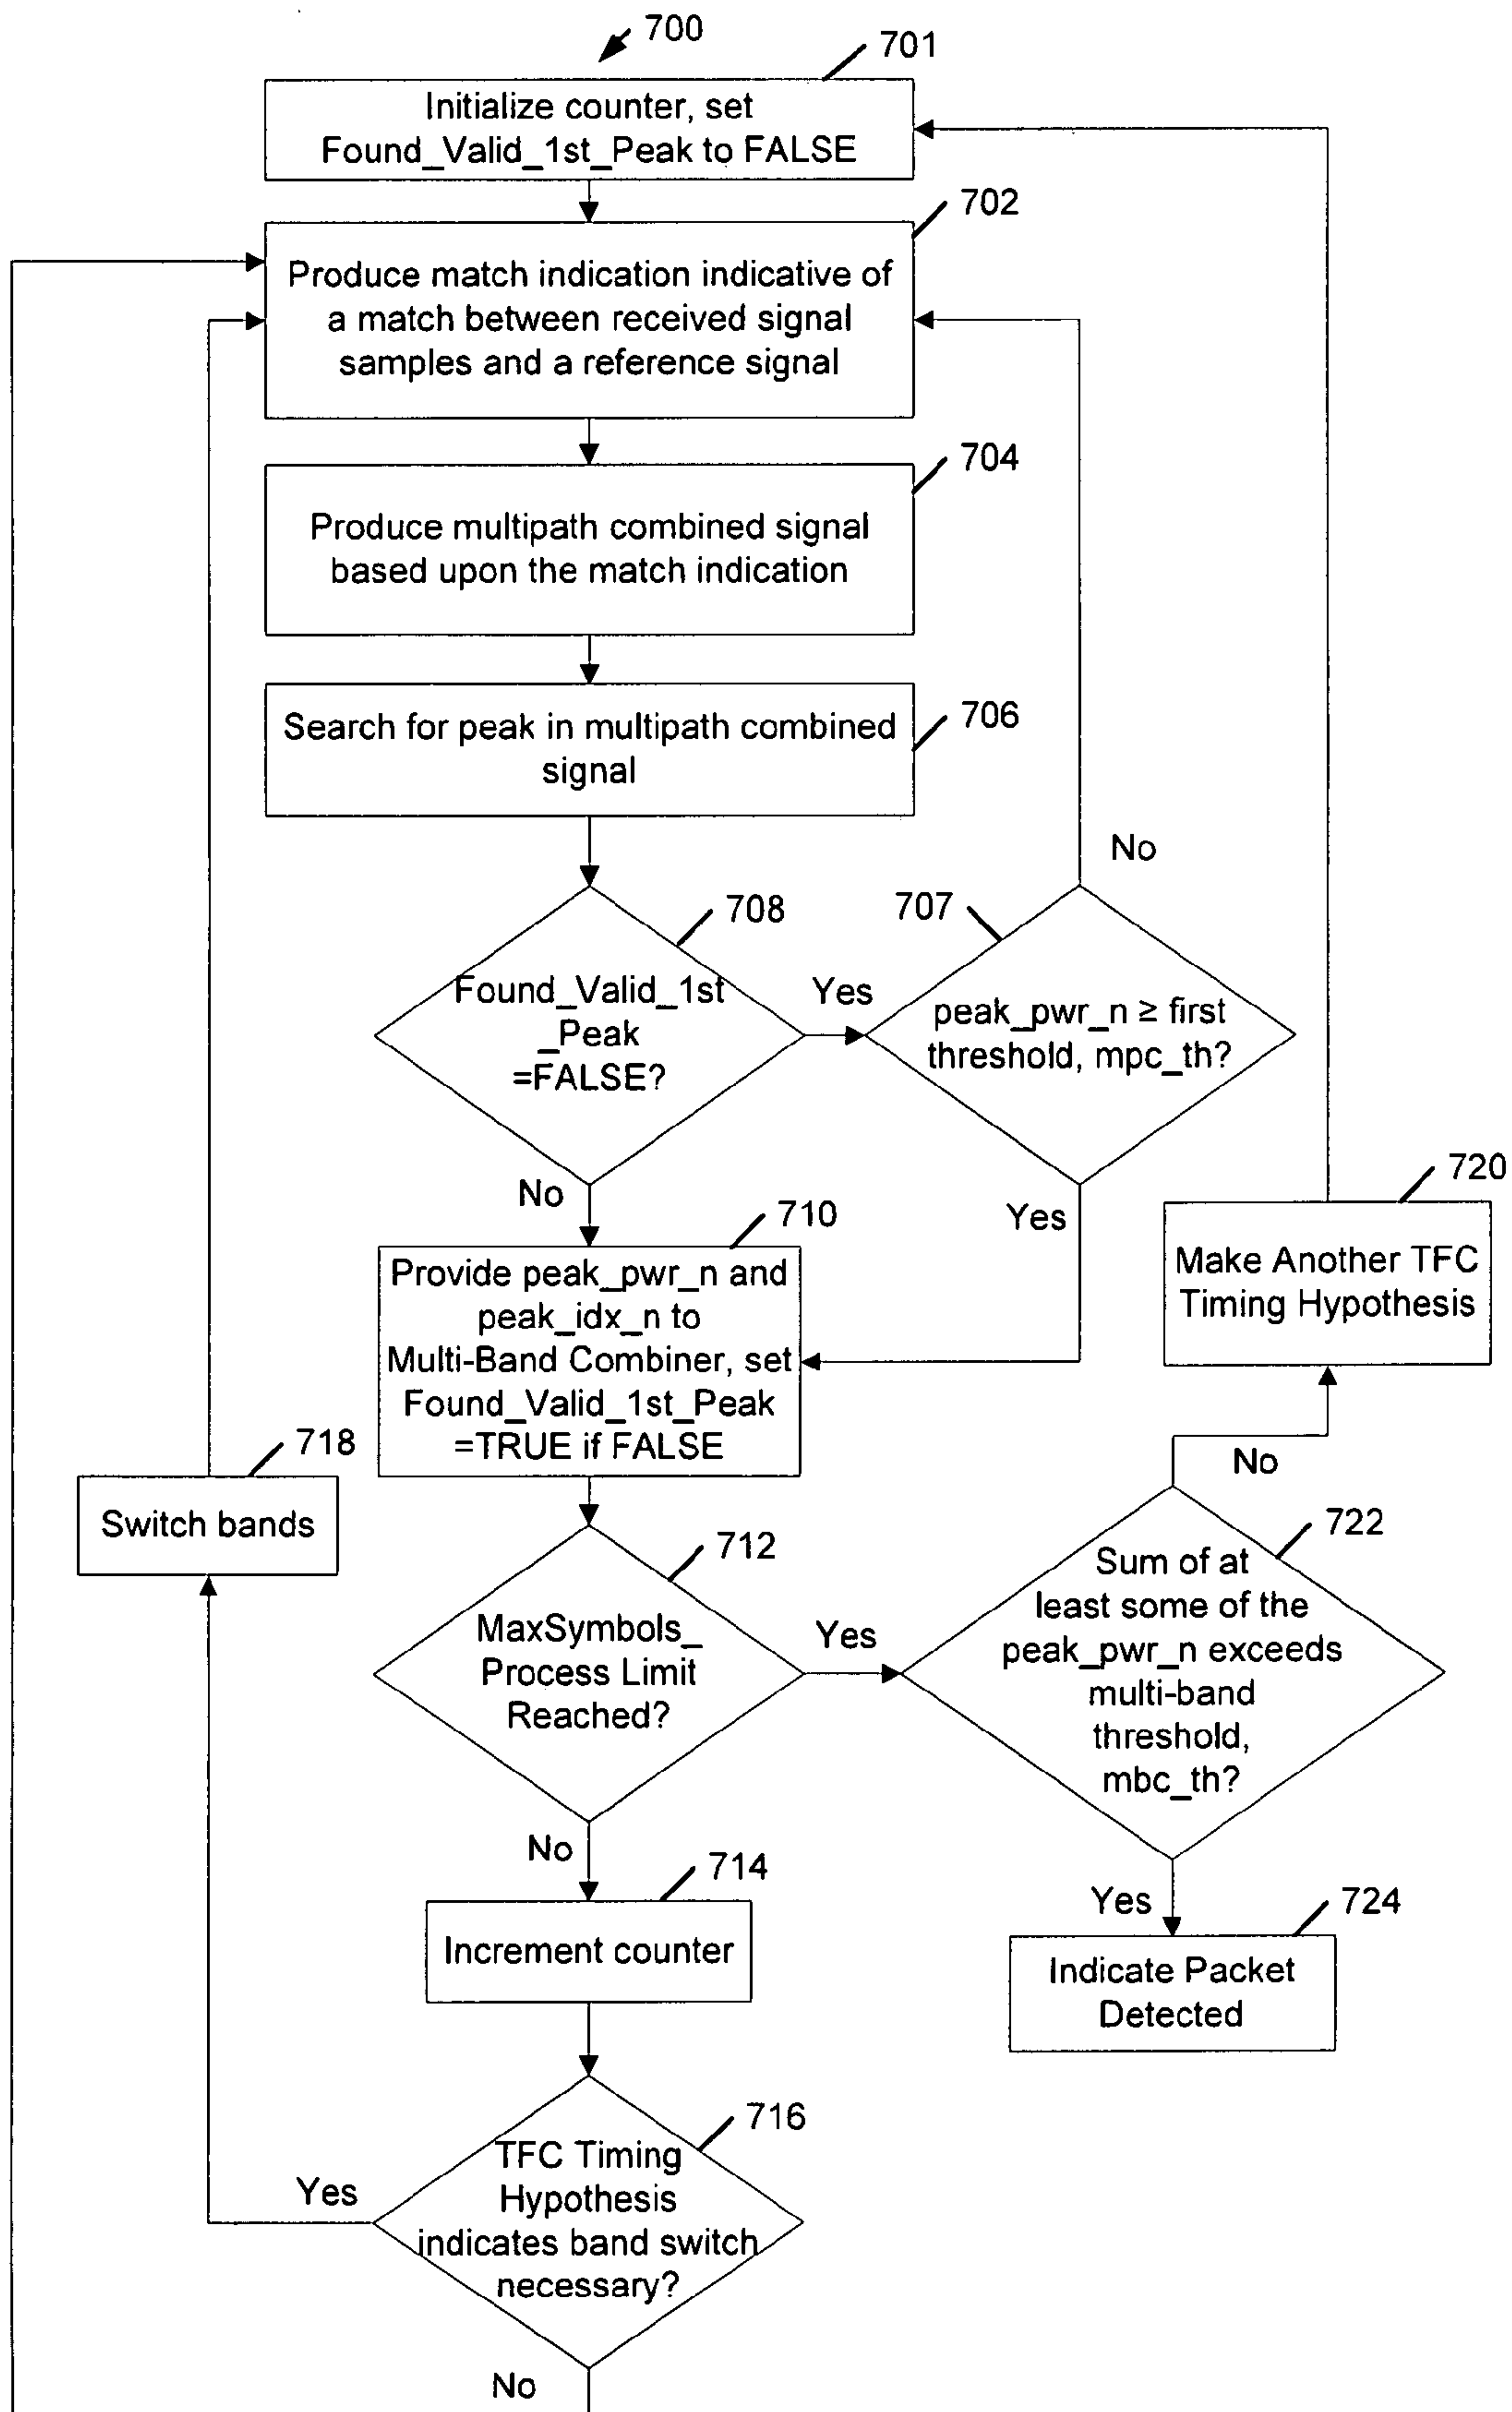 700
701
Initialize counter, set
Found_Valid_1st_Peak to FALSE
702
Produce match indication indicative of
a match between received signal
samples and a reference signal
704
Produce multipath combined signal
based upon the match indication
706
Search for peak in multipath combined
signal
708
Found_Valid_1st
_Peak
=FALSE?
Yes
No
707
peak_pwr_n ≥ first
threshold, mpc_th?
No
Yes
710
Provide peak_pwr_n and
peak_idx_n to
Multi-Band Combiner, set
Found_Valid_1st_Peak
=TRUE if FALSE
720
Make Another TFC
Timing Hypothesis
718
Switch bands
712
MaxSymbols_
Process Limit
Reached?
Yes
No
722
Sum of at
least some of the
peak_pwr_n exceeds
multi-band
threshold,
mbc_th?
No
Yes
714
Increment counter
724
Indicate Packet
Detected
716
TFC Timing
Hypothesis
indicates band switch
necessary?
Yes
No